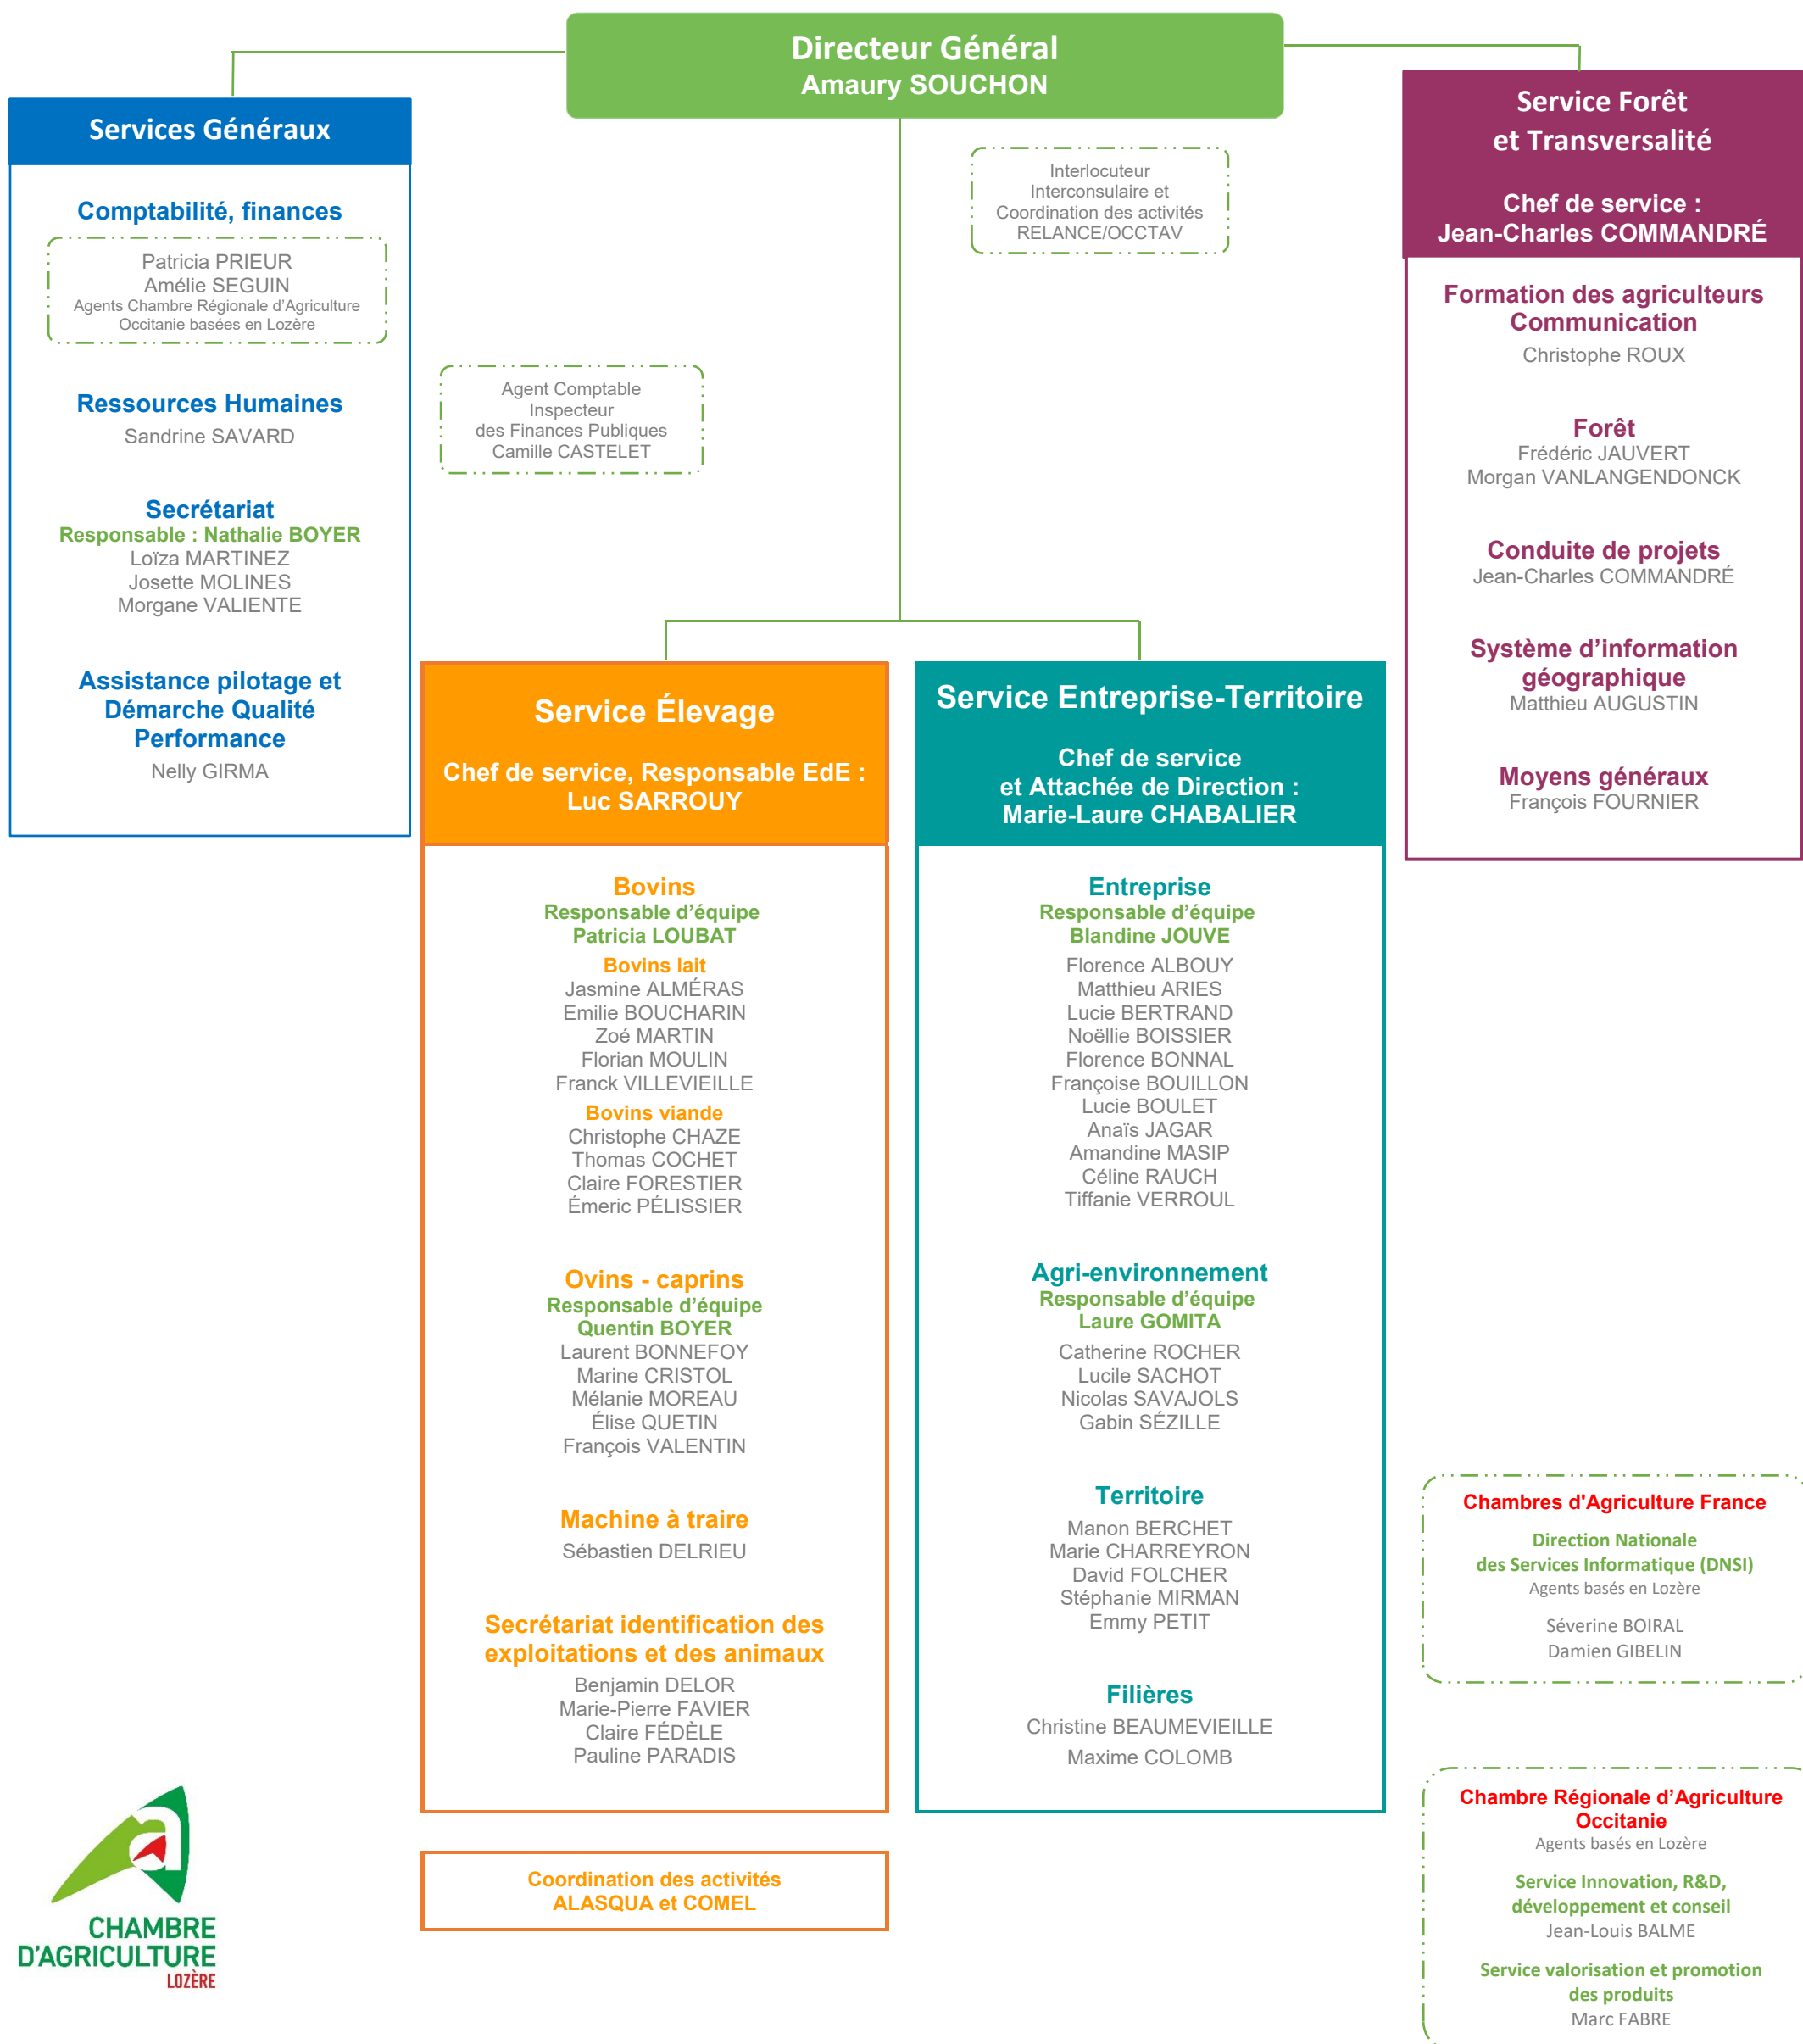 Directeur Général
Amaury SOUCHON
Services Généraux
Comptabilité, finances
Patricia PRIEUR
Amélie SEGUIN
Agents Chambre Régionale d’Agriculture
Occitanie basées en Lozère
Ressources Humaines
Sandrine SAVARD
Secrétariat
Responsable : Nathalie BOYER
Loïza MARTINEZ
Josette MOLINES
Morgane VALIENTE
Assistance pilotage et
Démarche Qualité
Performance
Nelly GIRMA
Interlocuteur
Interconsulaire et
Coordination des activités
RELANCE/OCCTAV
Agent Comptable
Inspecteur
des Finances Publiques
Camille CASTELET
Service Forêt
et Transversalité
Chef de service :
Jean-Charles COMMANDRÉ
Formation des agriculteurs
Communication
Christophe ROUX
Forêt
Frédéric JAUVERT
Morgan VANLANGENDONCK
Conduite de projets
Jean-Charles COMMANDRÉ
Système d’information
géographique
Matthieu AUGUSTIN
Moyens généraux
François FOURNIER
Service Élevage
Chef de service, Responsable EdE :
Luc SARROUY
Bovins
Responsable d’équipe
Patricia LOUBAT
Bovins lait
Jasmine ALMÉRAS
Emilie BOUCHARIN
Zoé MARTIN
Florian MOULIN
Franck VILLEVIEILLE
Bovins viande
Christophe CHAZE
Thomas COCHET
Claire FORESTIER
Émeric PÉLISSIER
Ovins - caprins
Responsable d’équipe
Quentin BOYER
Laurent BONNEFOY
Marine CRISTOL
Mélanie MOREAU
Élise QUETIN
François VALENTIN
Machine à traire
Sébastien DELRIEU
Secrétariat identification des
exploitations et des animaux
Benjamin DELOR
Marie-Pierre FAVIER
Claire FÉDÈLE
Pauline PARADIS
Coordination des activités
ALASQUA et COMEL
Service Entreprise-Territoire
Chef de service
et Attachée de Direction :
Marie-Laure CHABALIER
Entreprise
Responsable d’équipe
Blandine JOUVE
Florence ALBOUY
Matthieu ARIES
Lucie BERTRAND
Noëllie BOISSIER
Florence BONNAL
Françoise BOUILLON
Lucie BOULET
Anaïs JAGAR
Amandine MASIP
Céline RAUCH
Tiffanie VERROUL
Agri-environnement
Responsable d’équipe
Laure GOMITA
Catherine ROCHER
Lucile SACHOT
Nicolas SAVAJOLS
Gabin SÉZILLE
Territoire
Manon BERCHET
Marie CHARREYRON
David FOLCHER
Stéphanie MIRMAN
Emmy PETIT
Filières
Christine BEAUMEVIEILLE
Maxime COLOMB
Chambres d'Agriculture France
Direction Nationale
des Services Informatique (DNSI)
Agents basés en Lozère
Séverine BOIRAL
Damien GIBELIN
Chambre Régionale d’Agriculture
Occitanie
Agents basés en Lozère
Service Innovation, R&D,
développement et conseil
Jean-Louis BALME
Service valorisation et promotion
des produits
Marc FABRE
a
CHAMBRE
D'AGRICULTURE
LOZÈRE